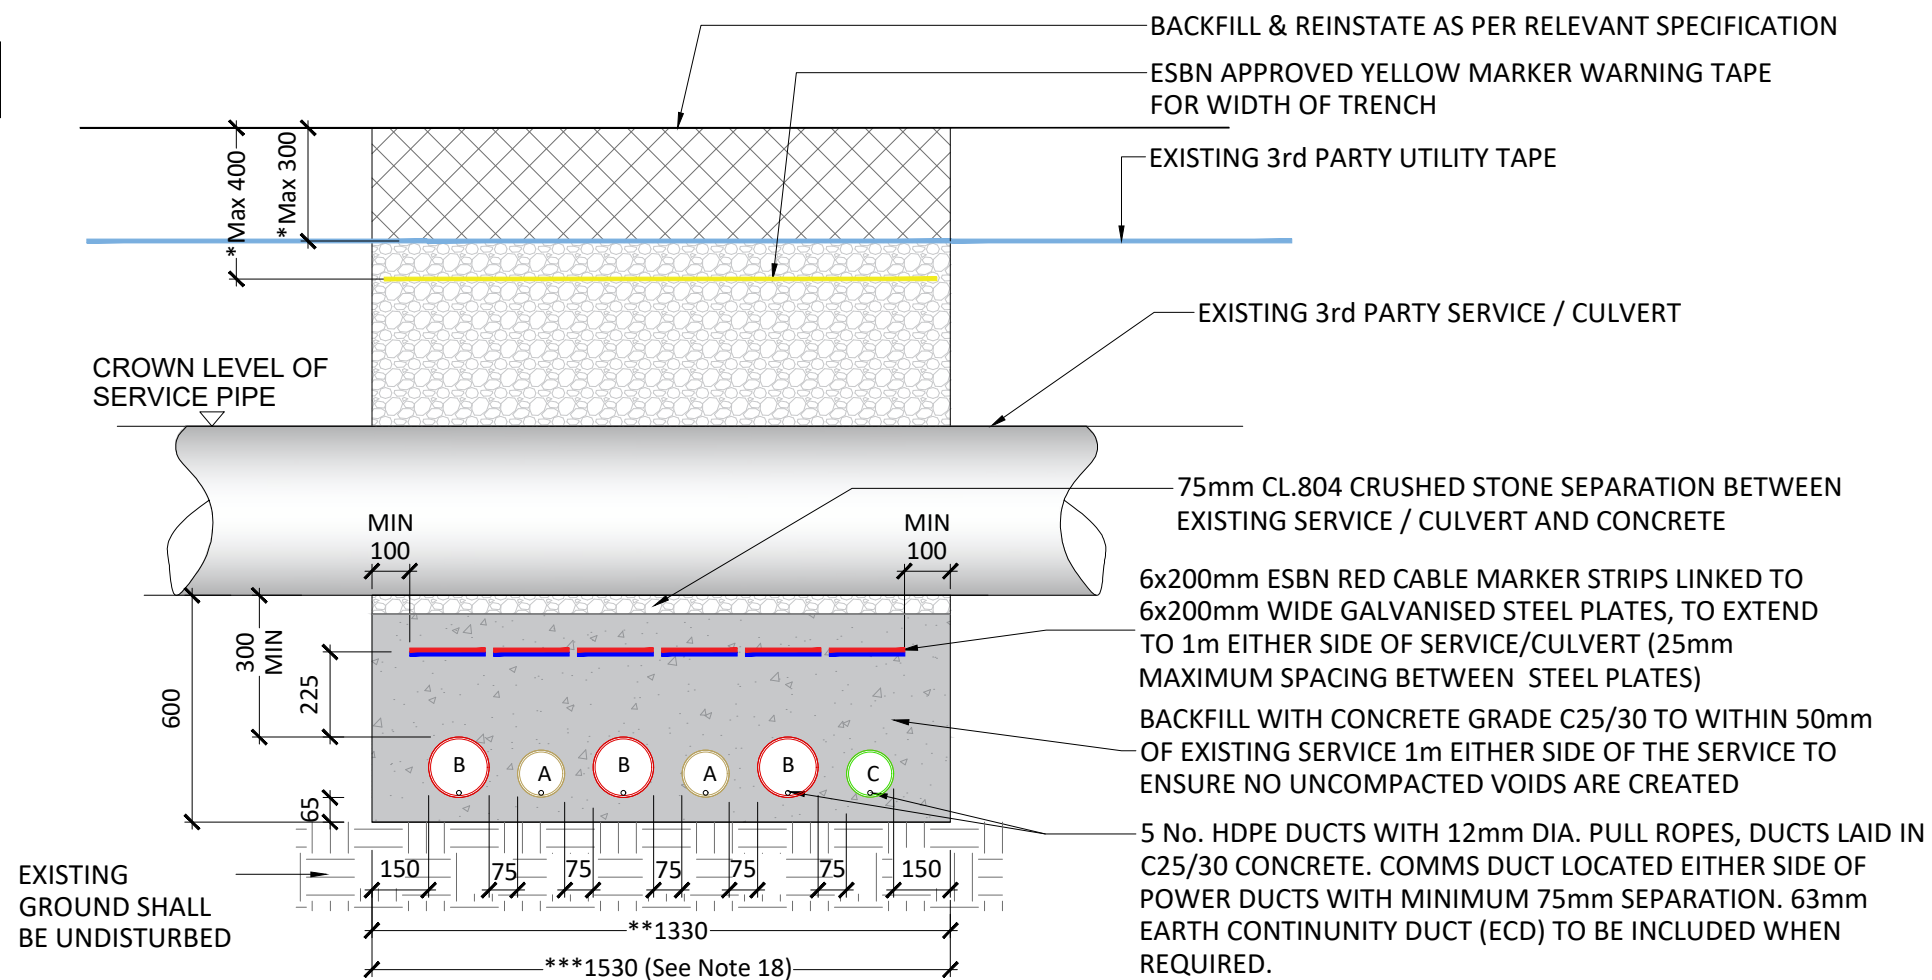 BACKFILL & REINSTATE AS PER RELEVANT SPECIFICATION
ESBN APPROVED YELLOW MARKER WARNING TAPE
FOR WIDTH OF TRENCH
EXISTING 3rd PARTY UTILITY TAPE
*Max 400
*Max 300
EXISTING 3rd PARTY SERVICE / CULVERT
CROWN LEVEL OF
SERVICE PIPE
75mm CL.804 CRUSHED STONE SEPARATION BETWEEN
EXISTING SERVICE / CULVERT AND CONCRETE
MIN
100
MIN
100
6x200mm ESBN RED CABLE MARKER STRIPS LINKED TO
6x200mm WIDE GALVANISED STEEL PLATES, TO EXTEND
TO 1m EITHER SIDE OF SERVICE/CULVERT (25mm
MAXIMUM SPACING BETWEEN STEEL PLATES)
600
300
MIN
225
65
BACKFILL WITH CONCRETE GRADE C25/30 TO WITHIN 50mm
OF EXISTING SERVICE 1m EITHER SIDE OF THE SERVICE TO
ENSURE NO UNCOMPACTED VOIDS ARE CREATED
B A B A B C
5 No. HDPE DUCTS WITH 12mm DIA. PULL ROPES, DUCTS LAID IN
C25/30 CONCRETE. COMMS DUCT LOCATED EITHER SIDE OF
POWER DUCTS WITH MINIMUM 75mm SEPARATION. 63mm
EARTH CONTINUNITY DUCT (ECD) TO BE INCLUDED WHEN
REQUIRED.
150 75 75 75 75 75 150
EXISTING
GROUND SHALL
BE UNDISTURBED
**1330
***1530 (See Note 18)